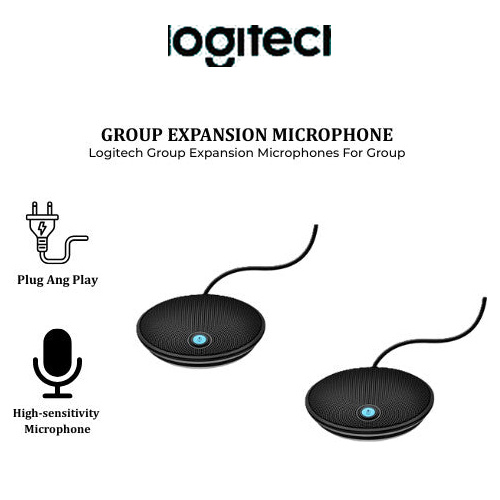 logitech
GROUP EXPANSION MICROPHONE
Logitech Group Expansion Microphones For Group
Plug Ang Play
High-sensitivity
Microphone